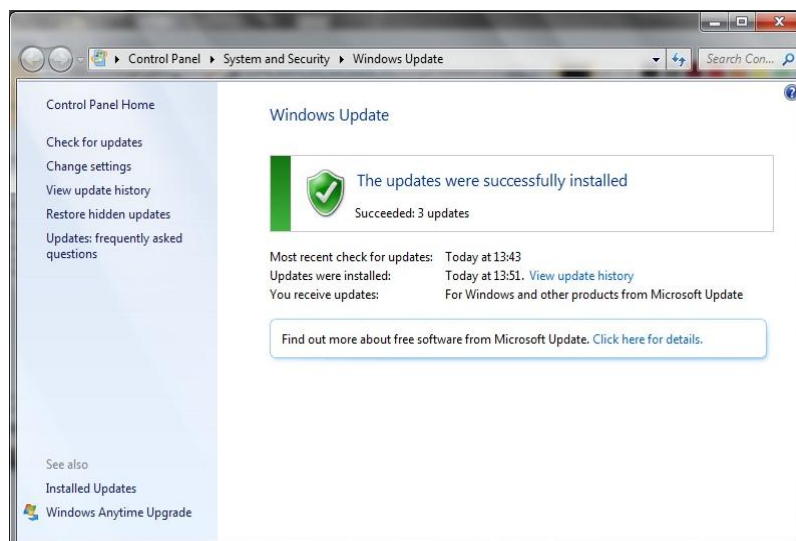 Control Panel
System and Security
Windows Update
Search Con...
Control Panel Home
Check for updates
Change settings
View update history
Restore hidden updates
Updates: frequently asked
questions
See also
Installed Updates
Windows Anytime Upgrade
Windows Update
The updates were successfully installed
Succeeded: 3 updates
Most recent check for updates: Today at 13:43
Updates were installed: Today at 13:51. View update history
You receive updates: For Windows and other products from Microsoft Update
Find out more about free software from Microsoft Update. Click here for details.